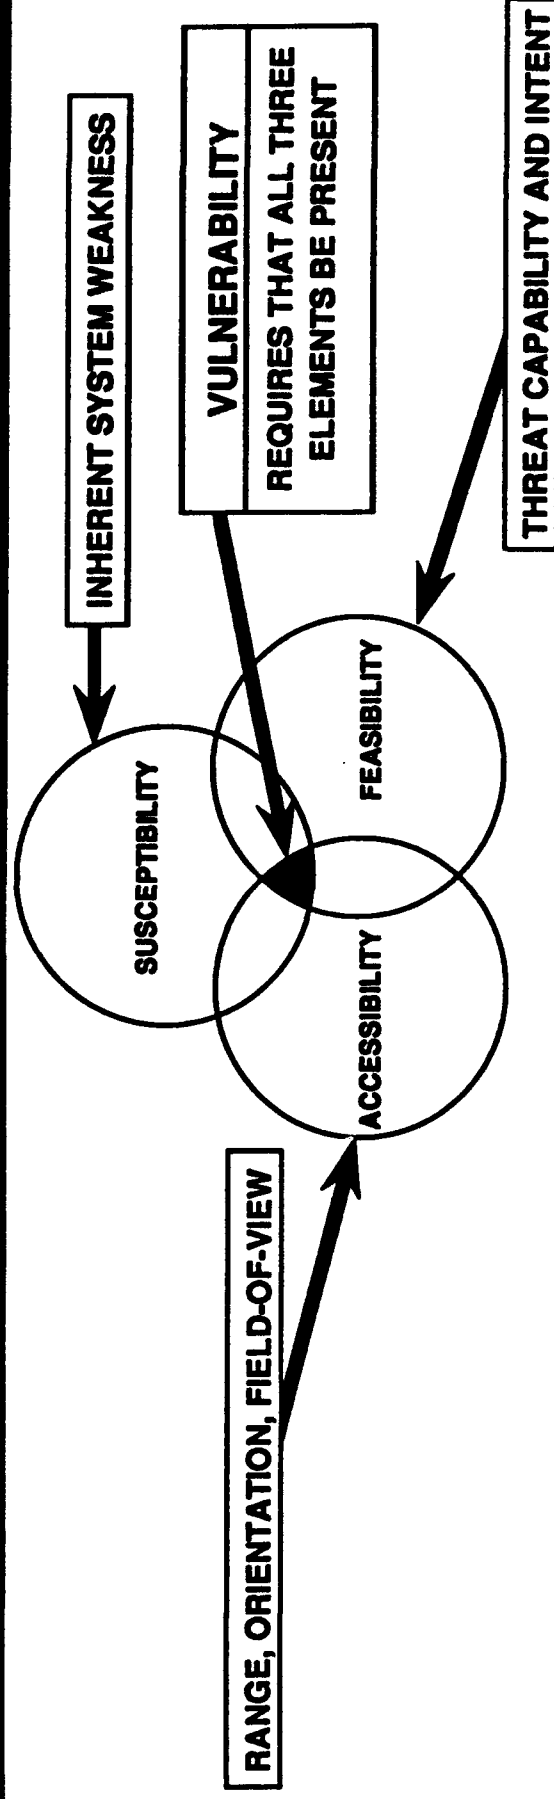 INHERENT SYSTEM WEAKNESS
SUSCEPTIBILITY
VULNERABILITY
REQUIRES THAT ALL THREE
ELEMENTS BE PRESENT
RANGE, ORIENTATION, FIELD-OF-VIEW
ACCESSIBILITY
FEASIBILITY
THREAT CAPABILITY AND INTENT